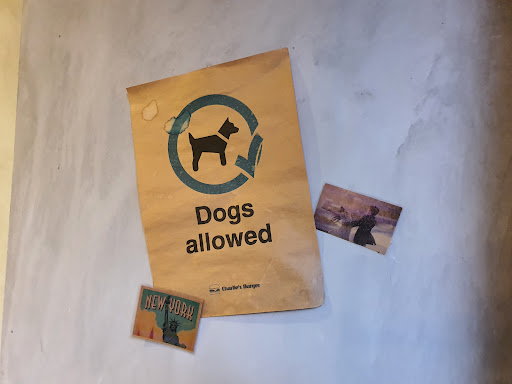 Dogs
allowed
Charlie's Burger
NEW YORK